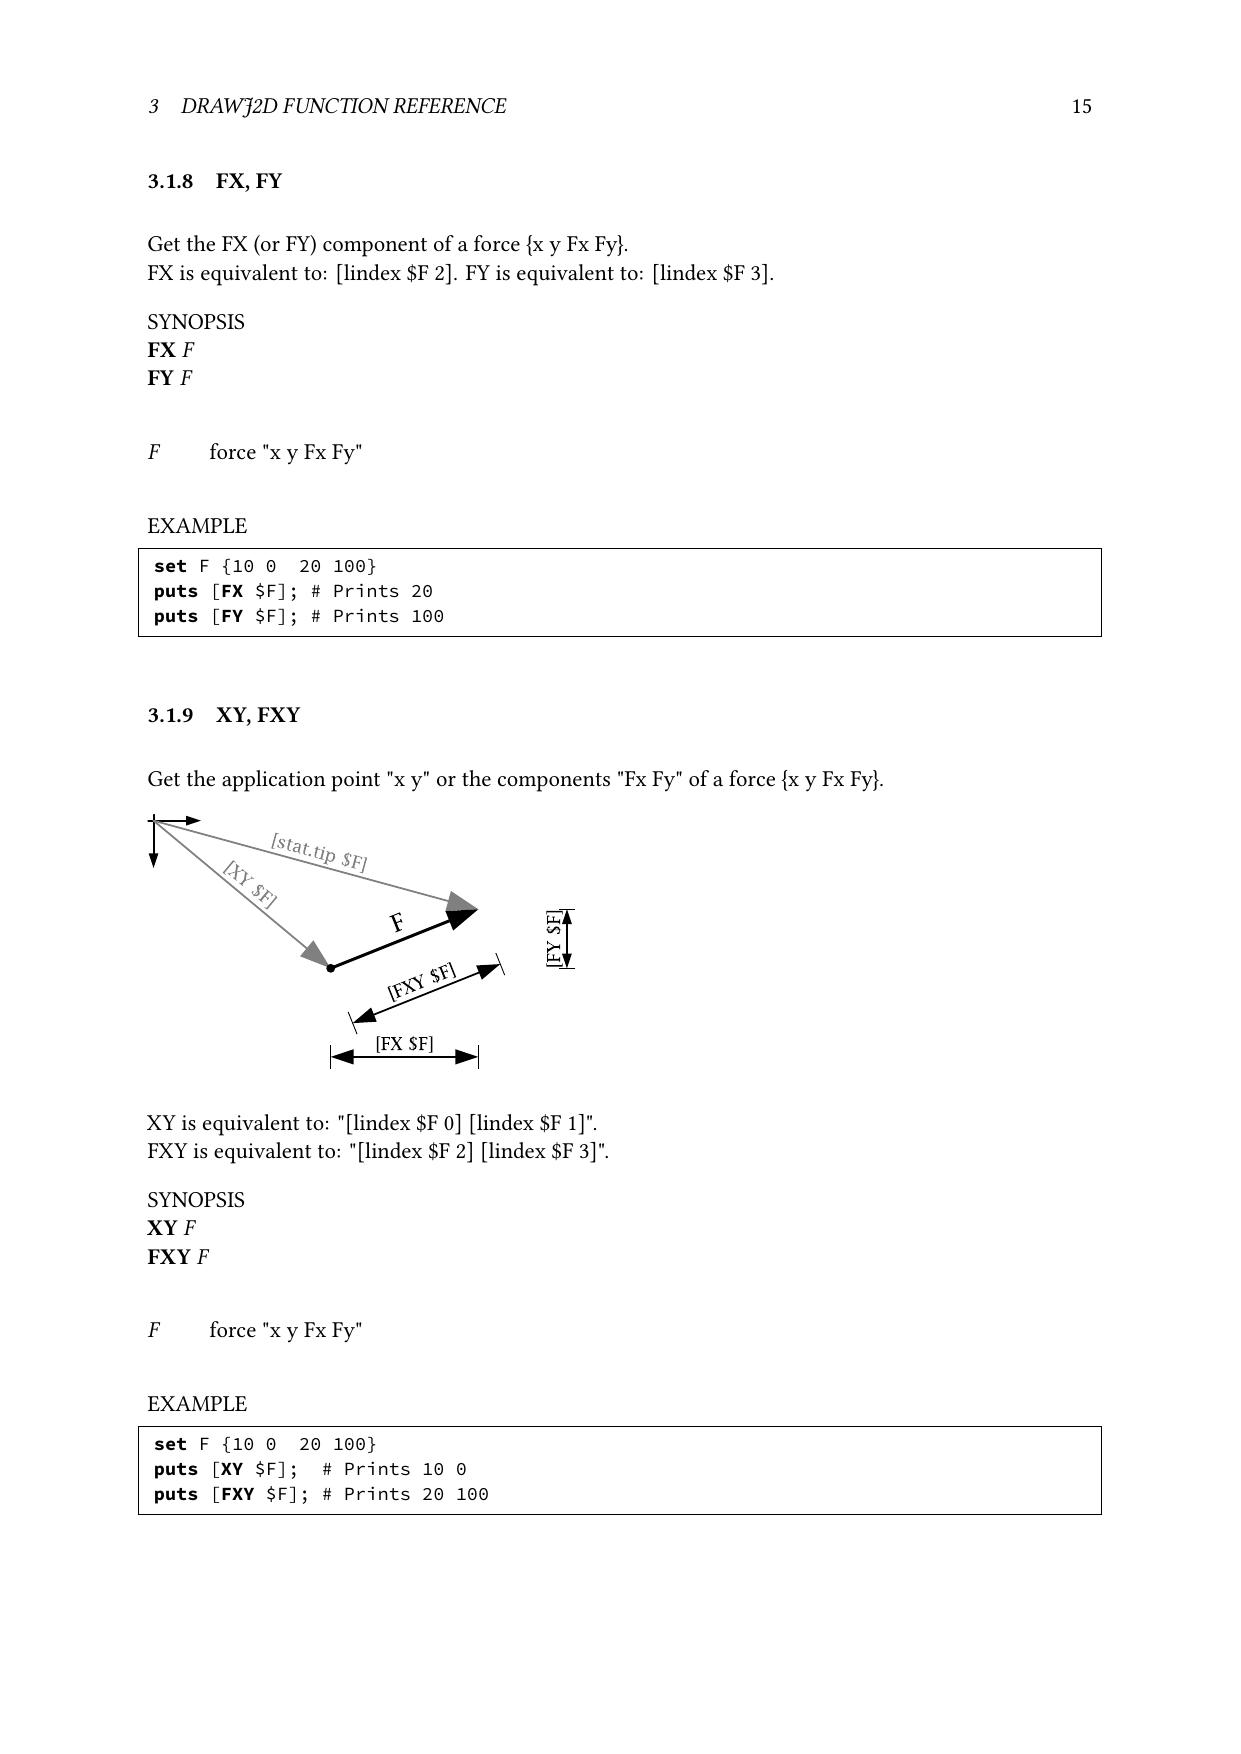 3 DRAWJ2D FUNCTION REFERENCE 15
3.1.8 FX, FY
Get the FX (or FY) component of a force {x y Fx Fy}.
FX is equivalent to: [lindex $F 2]. FY is equivalent to: [lindex $F 3].
SYNOPSIS
FX F
FY F
F force "x y Fx Fy"
EXAMPLE
set F {10 0  20 100}
puts [FX $F]; # Prints 20
puts [FY $F]; # Prints 100
3.1.9 XY, FXY
Get the application point "x y" or the components "Fx Fy" of a force {x y Fx Fy}.
[stat.tip $F]
[XY $F]
F
[FY $F]
[FXY $F]
[FX $F]
XY is equivalent to: "[lindex $F 0] [lindex $F 1]".
FXY is equivalent to: "[lindex $F 2] [lindex $F 3]".
SYNOPSIS
XY F
FXY F
F force "x y Fx Fy"
EXAMPLE
set F {10 0  20 100}
puts [XY $F];  # Prints 10 0
puts [FXY $F]; # Prints 20 100